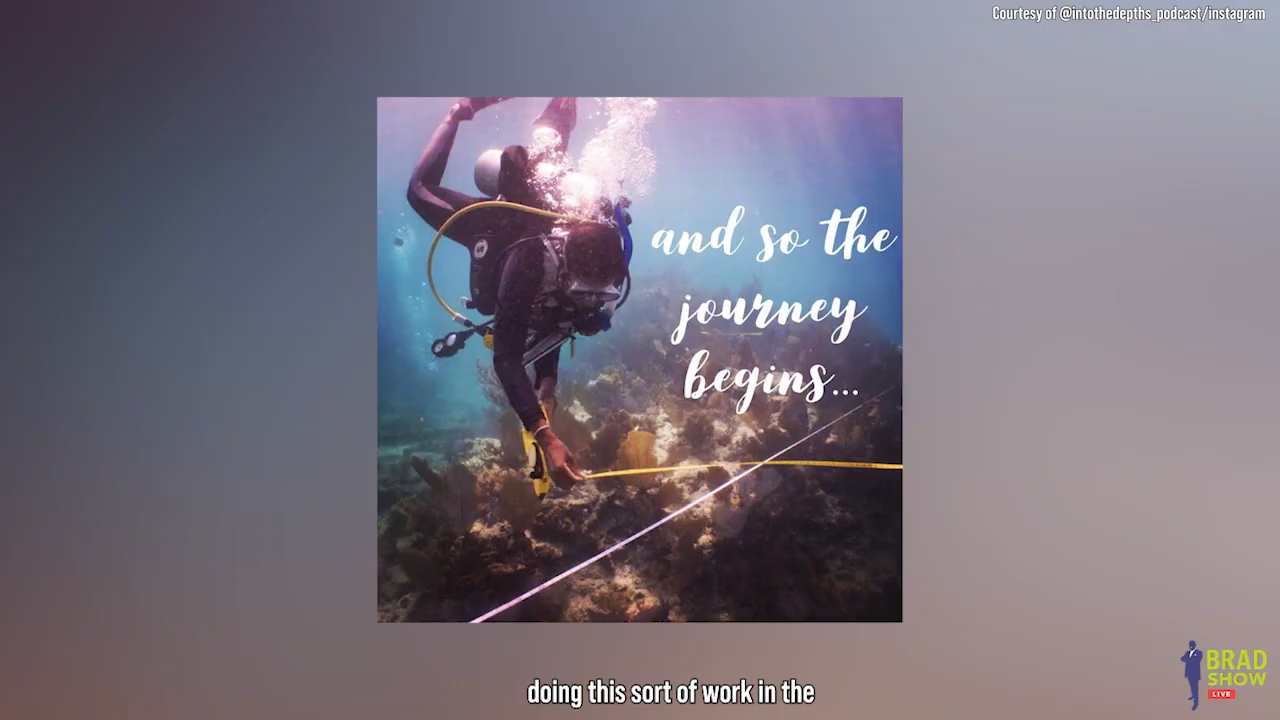 Courtesy of @intothedepths_podcast/instagram
and so the
journey
begins...
doing this sort of work in the
BRAD
SHOW
LIVE